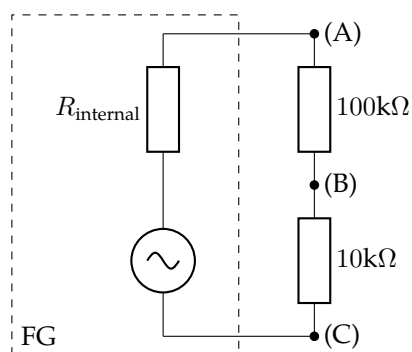 (A)
R_internal
100kΩ
(B)
10kΩ
FG
(C)